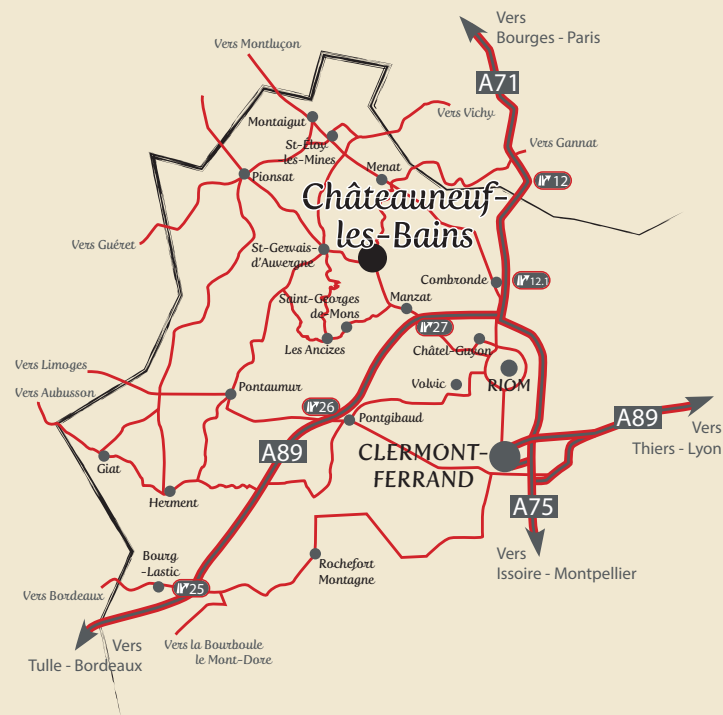 Vers
Bourges - Paris
Vers Montluçon
A71
Vers Vichy
Montaigut
St-Éloy
-les-Mines
Vers Gannat
Menat
Pionsat
12
Châteauneuf-
les-Bains
Vers Guéret
St-Gervais-
d'Auvergne
Combronde
12.1
Saint-Georges
de-Mons
Manzat
27
Les Ancizes
Châtel-Guyon
Vers Limoges
Volvic
RIOM
Vers Aubusson
Pontaumur
26
Pontgibaud
A89
Vers
Thiers - Lyon
A89
CLERMONT-
FERRAND
Giat
Herment
A75
Bourg
-Lastic
Rochefort
Montagne
Vers
Issoire - Montpellier
25
Vers Bordeaux
Vers
Tulle - Bordeaux
Vers la Bourboule
le Mont-Dore